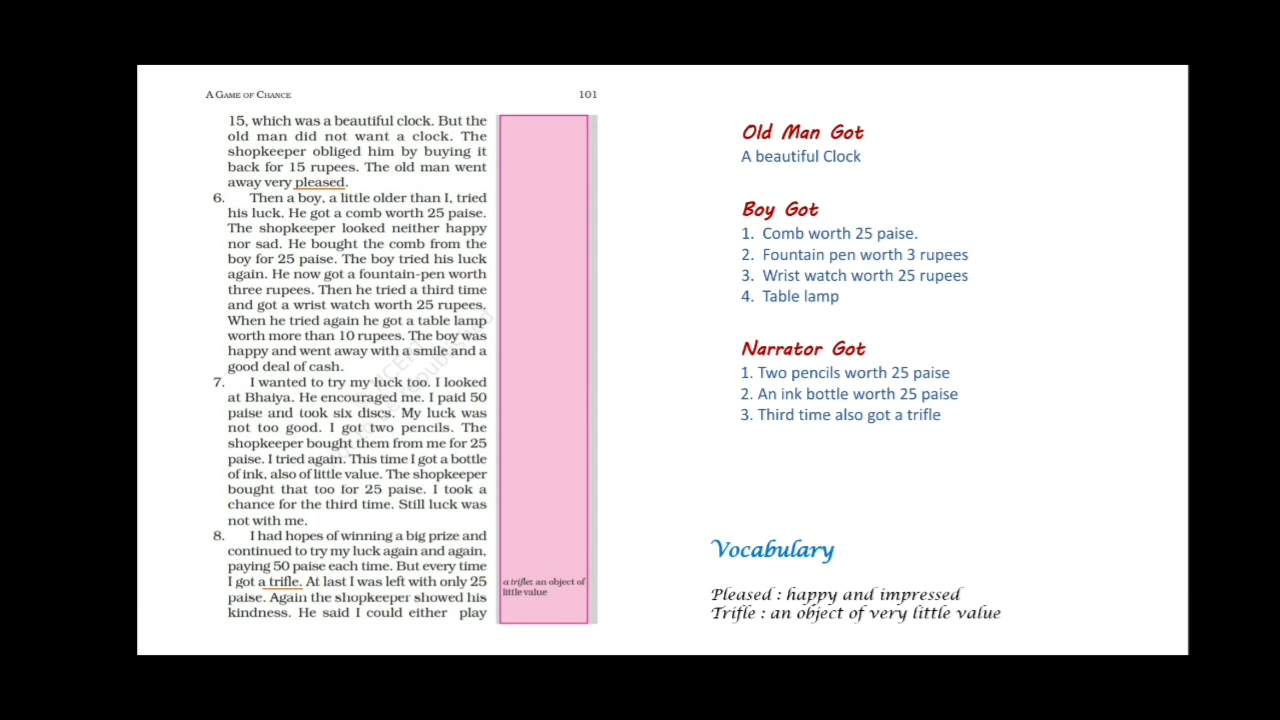 A GAME OF CHANCE 101
15, which was a beautiful clock. But the
old man did not want a clock. The
shopkeeper obliged him by buying it
back for 15 rupees. The old man went
away very pleased.
6. Then a boy, a little older than I, tried
his luck. He got a comb worth 25 paise.
The shopkeeper looked neither happy
nor sad. He bought the comb from the
boy for 25 paise. The boy tried his luck
again. He now got a fountain-pen worth
three rupees. Then he tried a third time
and got a wrist watch worth 25 rupees.
When he tried again he got a table lamp
worth more than 10 rupees. The boy was
happy and went away with a smile and a
good deal of cash.
7. I wanted to try my luck too. I looked
at Bhaiya. He encouraged me. I paid 50
paise and took six discs. My luck was
not too good. I got two pencils. The
shopkeeper bought them from me for 25
paise. I tried again. This time I got a bottle
of ink, also of little value. The shopkeeper
bought that too for 25 paise. I took a
chance for the third time. Still luck was
not with me.
8. I had hopes of winning a big prize and
continued to try my luck again and again,
paying 50 paise each time. But every time
I got a trifle. At last I was left with only 25
paise. Again the shopkeeper showed his
kindness. He said I could either play
a trifle: an object of
little value
Old Man Got
A beautiful Clock
Boy Got
1. Comb worth 25 paise.
2. Fountain pen worth 3 rupees
3. Wrist watch worth 25 rupees
4. Table lamp
Narrator Got
1. Two pencils worth 25 paise
2. An ink bottle worth 25 paise
3. Third time also got a trifle
Vocabulary
Pleased : happy and impressed
Trifle : an object of very little value